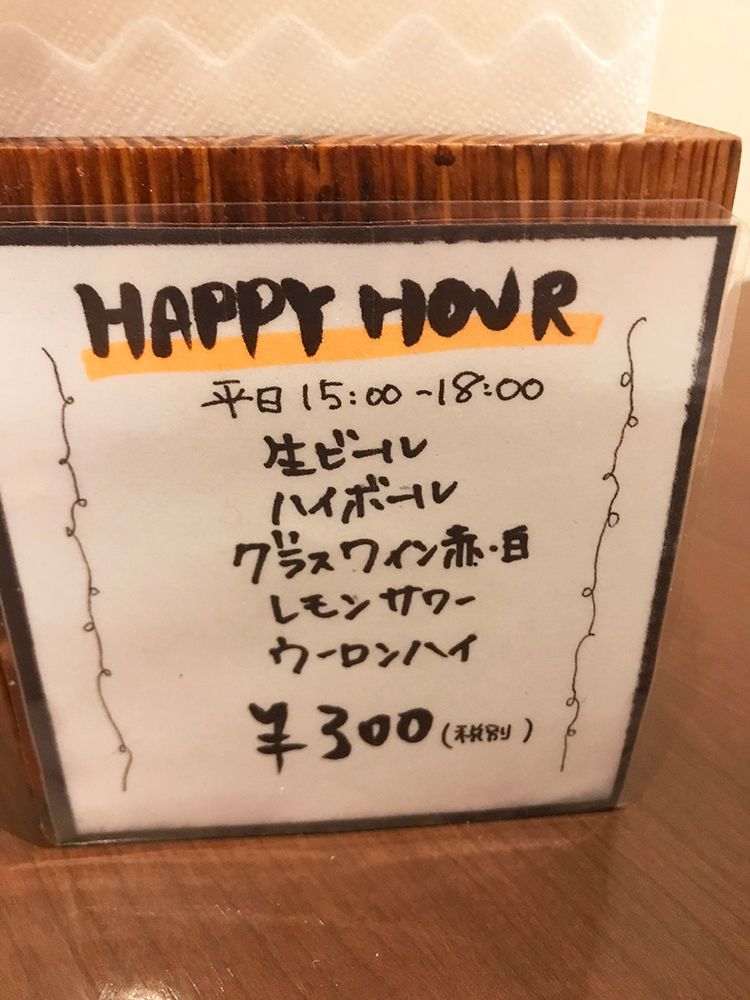 HAPPY HOUR
平日 15:00~18:00
生ビール
ハイボール
グラスワイン赤・白
レモンサワー
ウーロンハイ
¥300(税別)